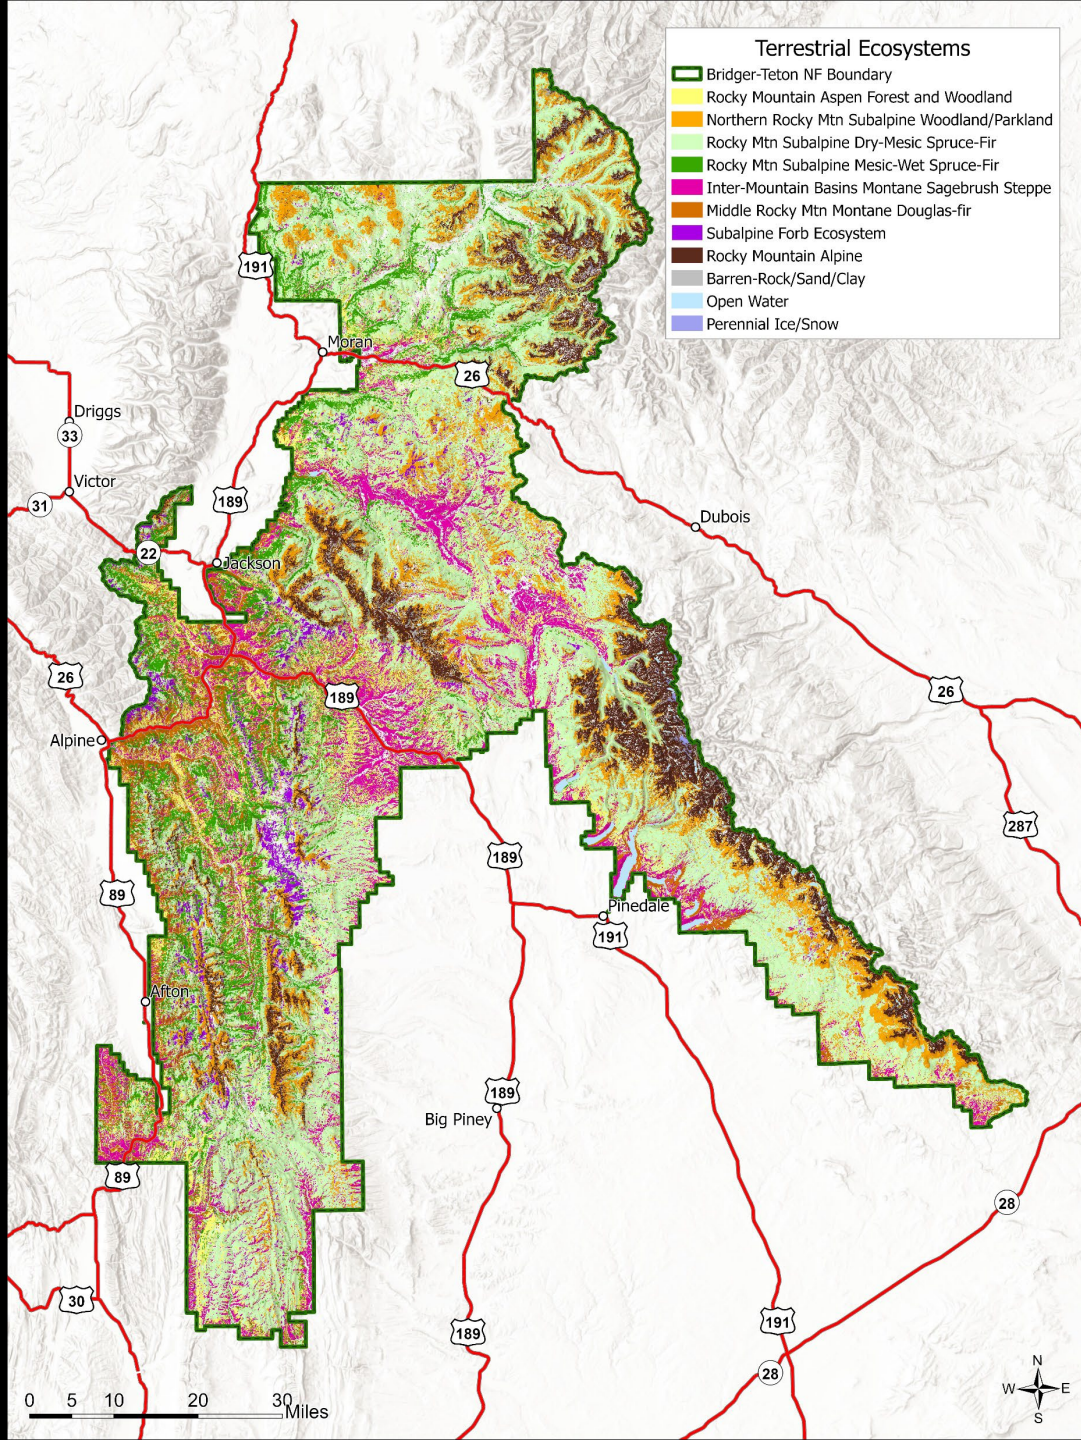 Terrestrial Ecosystems
Bridger-Teton NF Boundary
Rocky Mountain Aspen Forest and Woodland
Northern Rocky Mtn Subalpine Woodland/Parkland
Rocky Mtn Subalpine Dry-Mesic Spruce-Fir
Rocky Mtn Subalpine Mesic-Wet Spruce-Fir
Inter-Mountain Basins Montane Sagebrush Steppe
Middle Rocky Mtn Montane Douglas-fir
Subalpine Forb Ecosystem
Rocky Mountain Alpine
Barren-Rock/Sand/Clay
Open Water
Perennial Ice/Snow
191
Moran
26
Driggs
33
Victor
31
189
Dubois
22
Jackson
26
189
26
Alpine
287
189
89
Pinedale
191
Afton
189
Big Piney
89
28
30
191
189
28
N
W
E
S
0
5
10
20
30
Miles